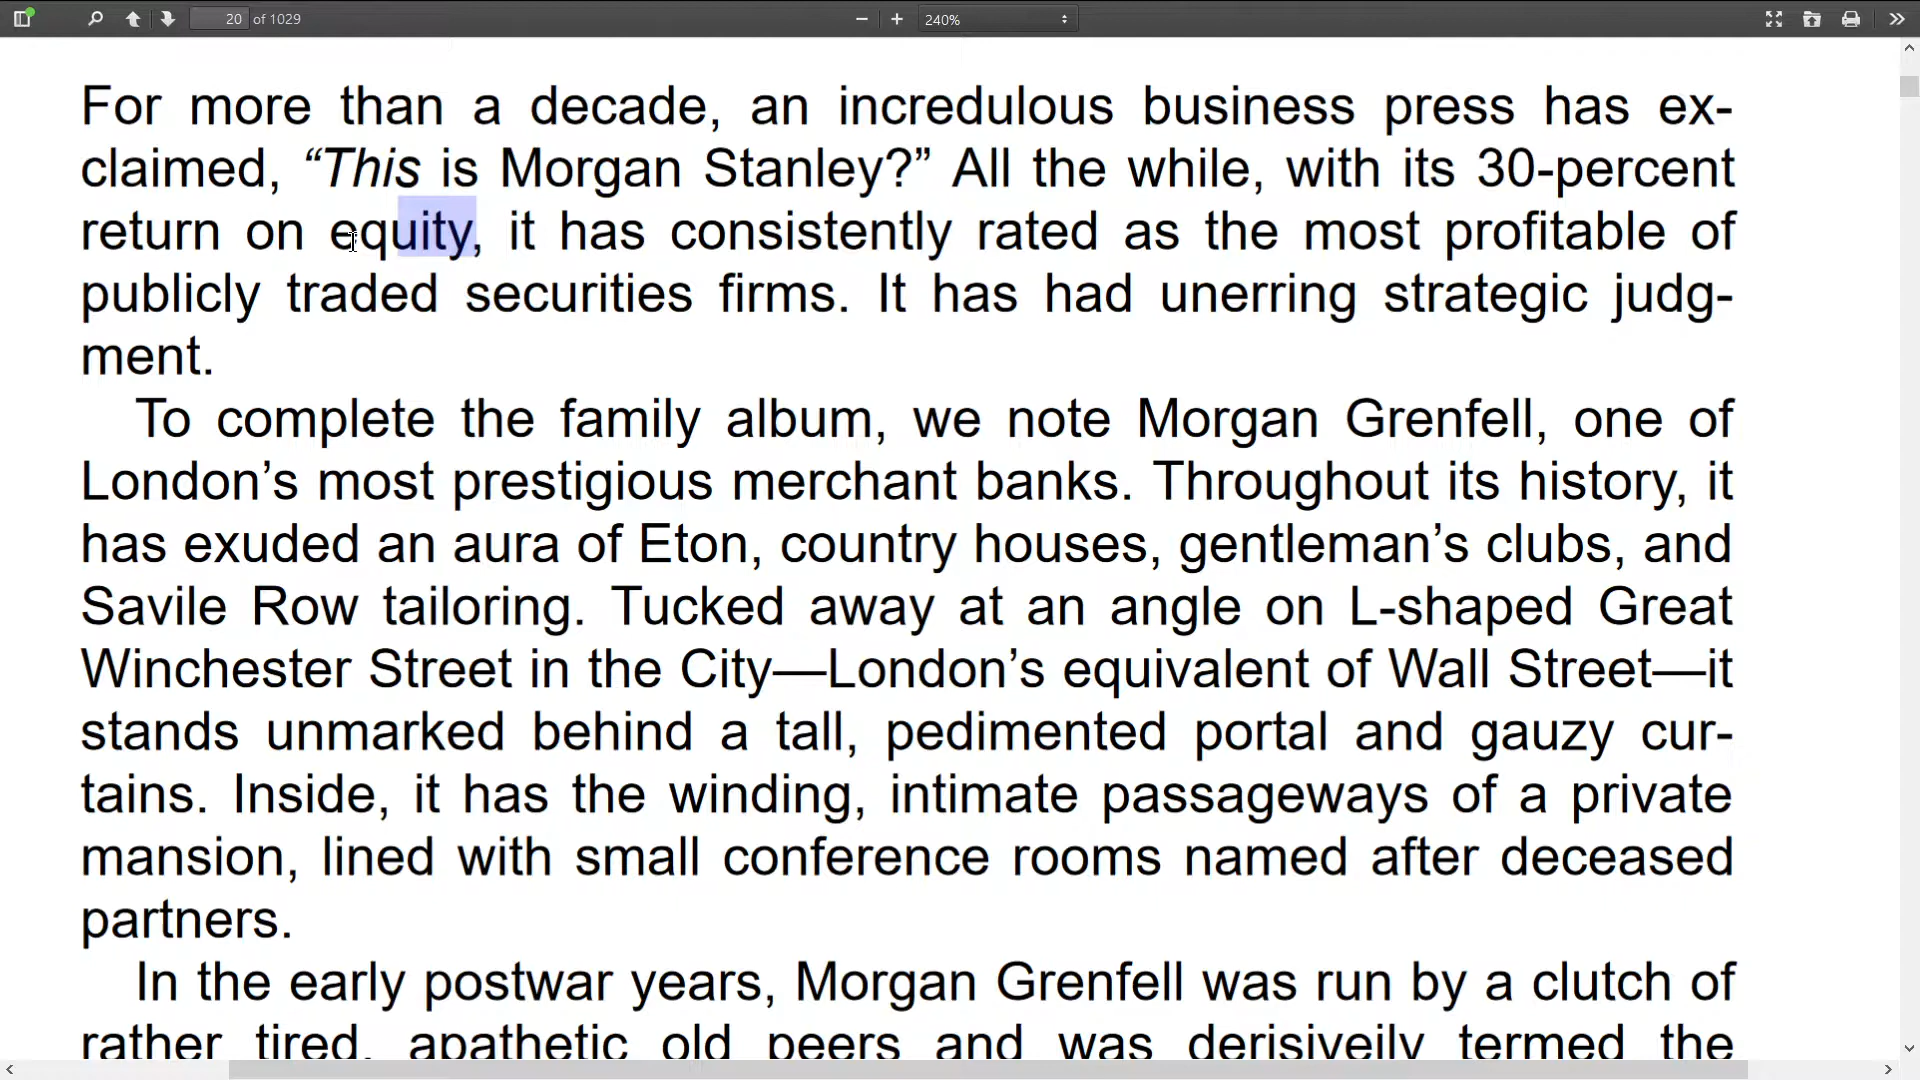 20 of 1029
240%
For more than a decade, an incredulous business press has ex-
claimed, “This is Morgan Stanley?” All the while, with its 30-percent
return on equity, it has consistently rated as the most profitable of
publicly traded securities firms. It has had unerring strategic judg-
ment.
To complete the family album, we note Morgan Grenfell, one of
London’s most prestigious merchant banks. Throughout its history, it
has exuded an aura of Eton, country houses, gentleman’s clubs, and
Savile Row tailoring. Tucked away at an angle on L-shaped Great
Winchester Street in the City—London’s equivalent of Wall Street—it
stands unmarked behind a tall, pedimented portal and gauzy cur-
tains. Inside, it has the winding, intimate passageways of a private
mansion, lined with small conference rooms named after deceased
partners.
In the early postwar years, Morgan Grenfell was run by a clutch of
rather tired, apathetic old peers and was derisiveily termed the